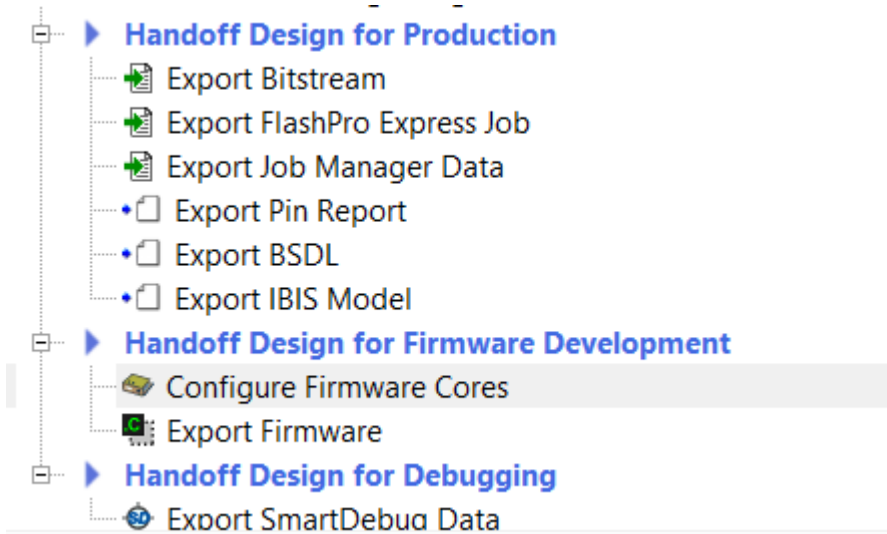 Handoff Design for Production
Export Bitstream
Export FlashPro Express Job
Export Job Manager Data
Export Pin Report
Export BSDL
Export IBIS Model
Handoff Design for Firmware Development
Configure Firmware Cores
Export Firmware
Handoff Design for Debugging
Export SmartDebug Data